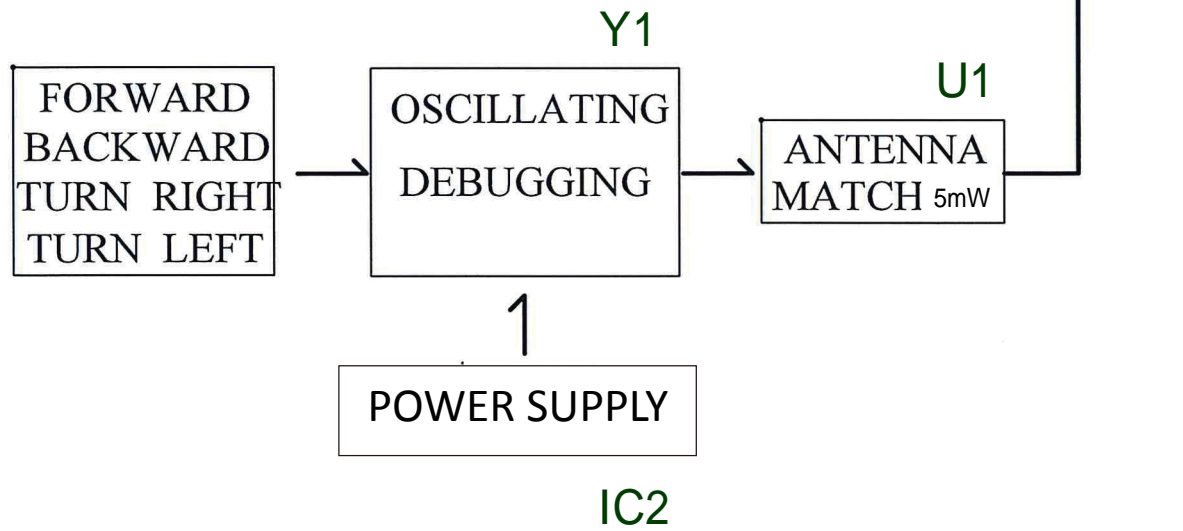 Y1
U1
FORWARD
BACKWARD
TURN RIGHT
TURN LEFT
OSCILLATING
DEBUGGING
ANTENNA
MATCH 5mW
POWER SUPPLY
IC2